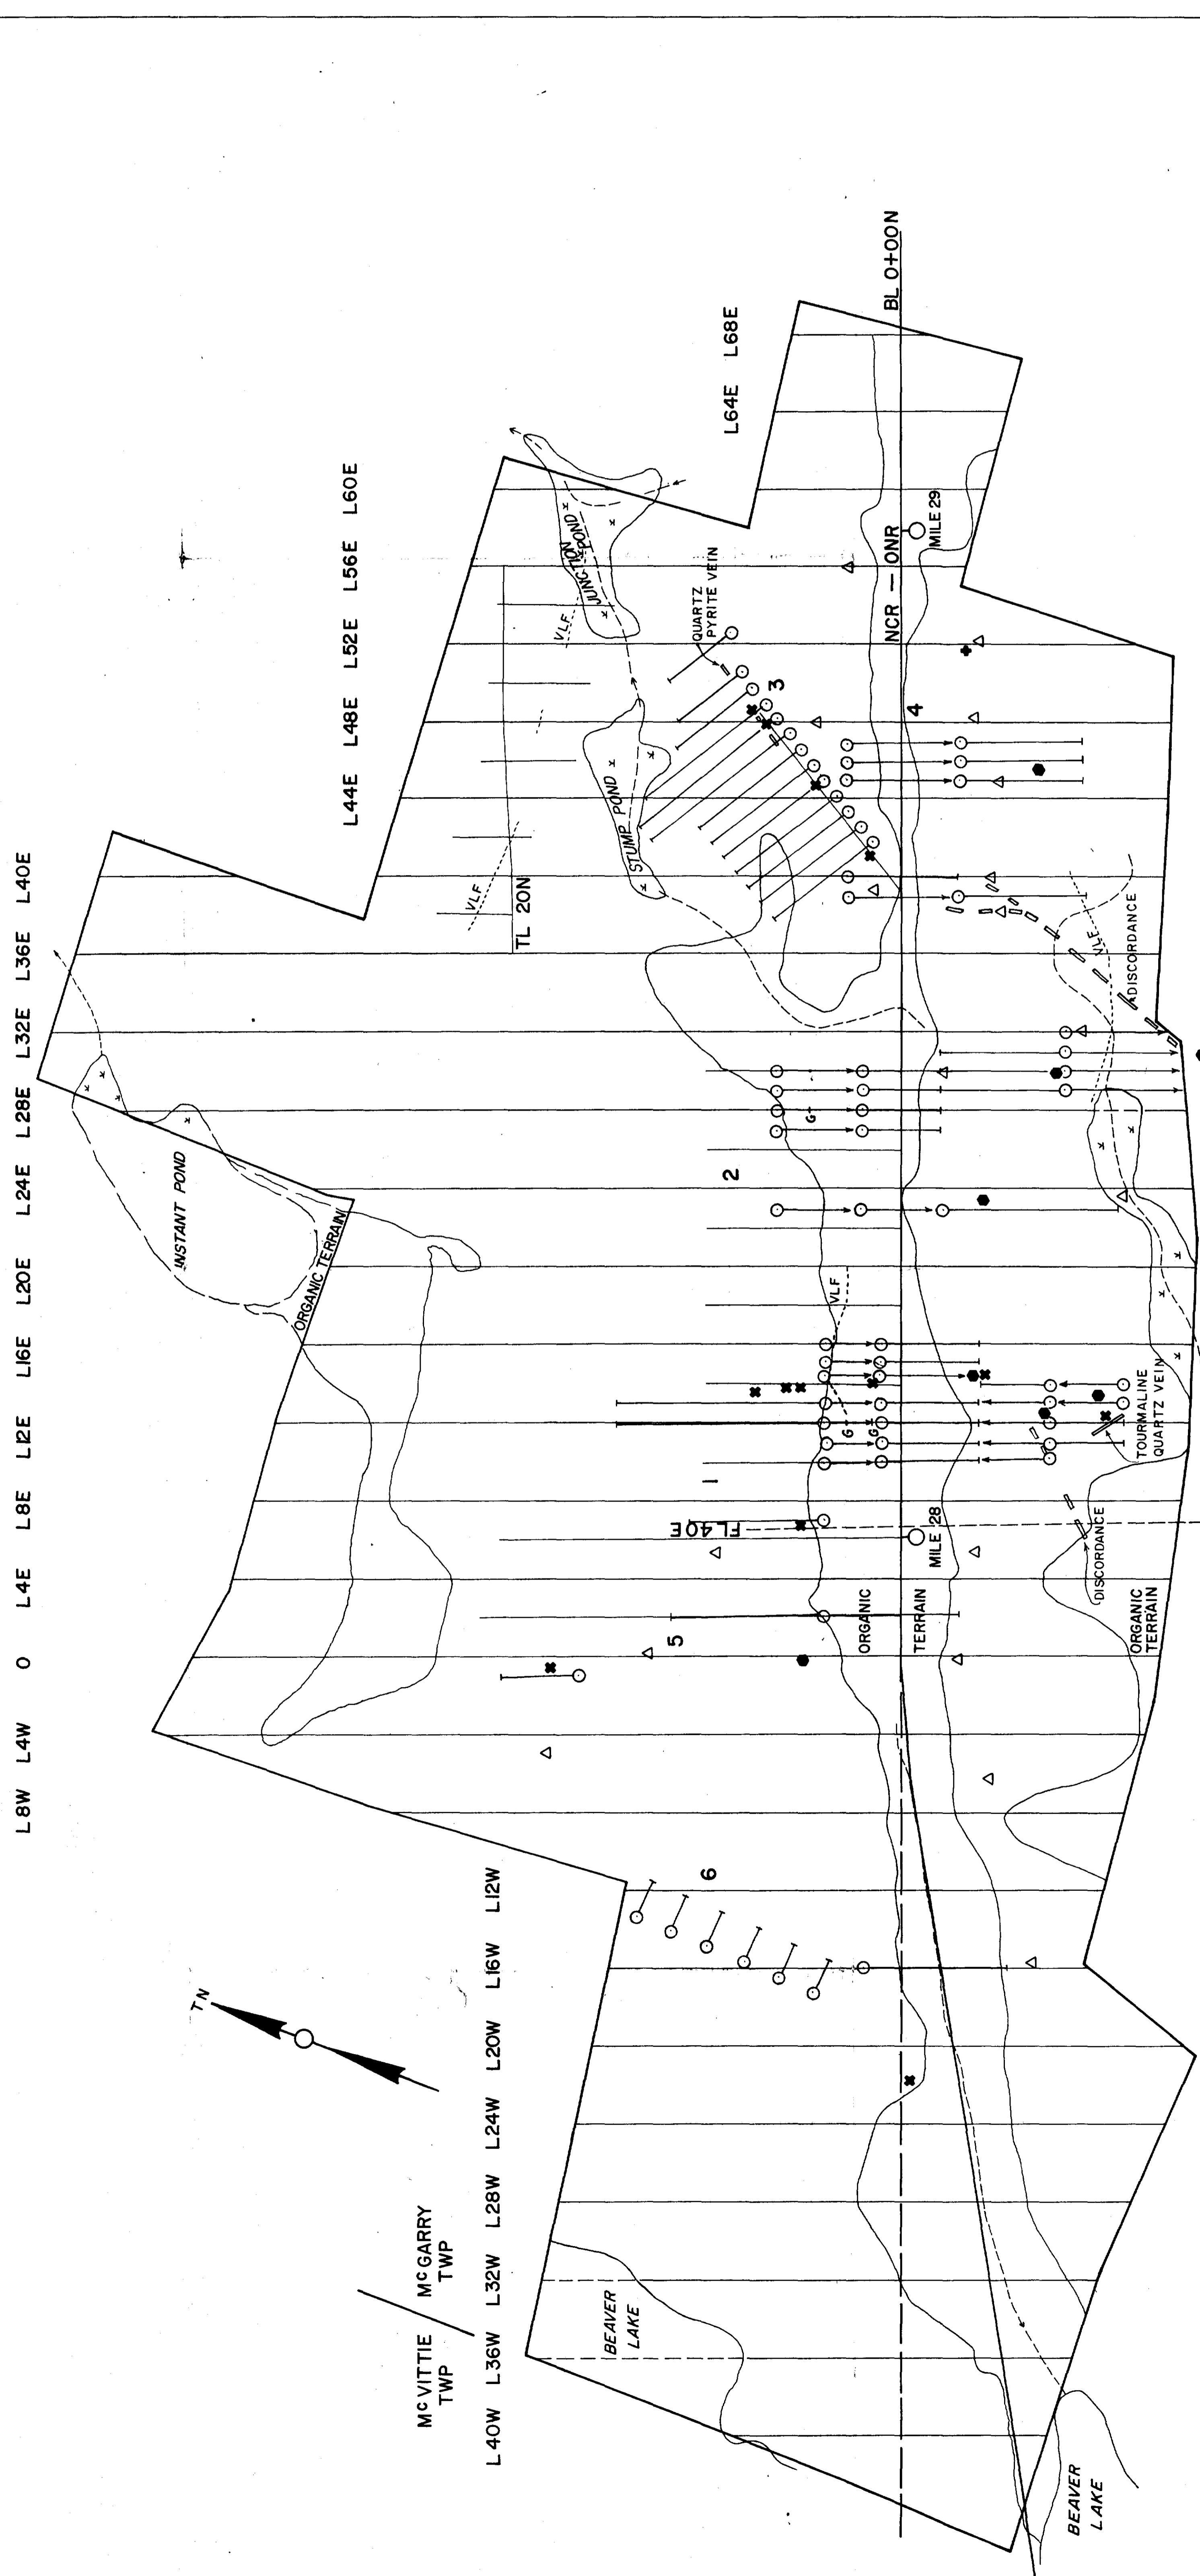 L8W L4W O L4E L8E L12E L16E L20E L24E L28E L32E L36E L40E
L44E L48E L52E L56E L60E
L64E L68E
INSTANT POND
ORGANIC TERRAIN
VLF
VLF
TL 20N
JUNCTION
POND
STUMP POND
QUARTZ
PYRITE VEIN
BL 0+00N
NCR — ONR
MILE 29
3
4
VLF
DISCORDANCE
G
2
VLF
G
G
1
FL40E
MILE 28
TOURMALINE
QUARTZ VEIN
DISCORDANCE
ORGANIC
TERRAIN
ORGANIC
TERRAIN
5
6
TN
L40W L36W L32W L28W L24W L20W L16W L12W
McVITTIE
TWP
McGARRY
TWP
BEAVER
LAKE
BEAVER
LAKE